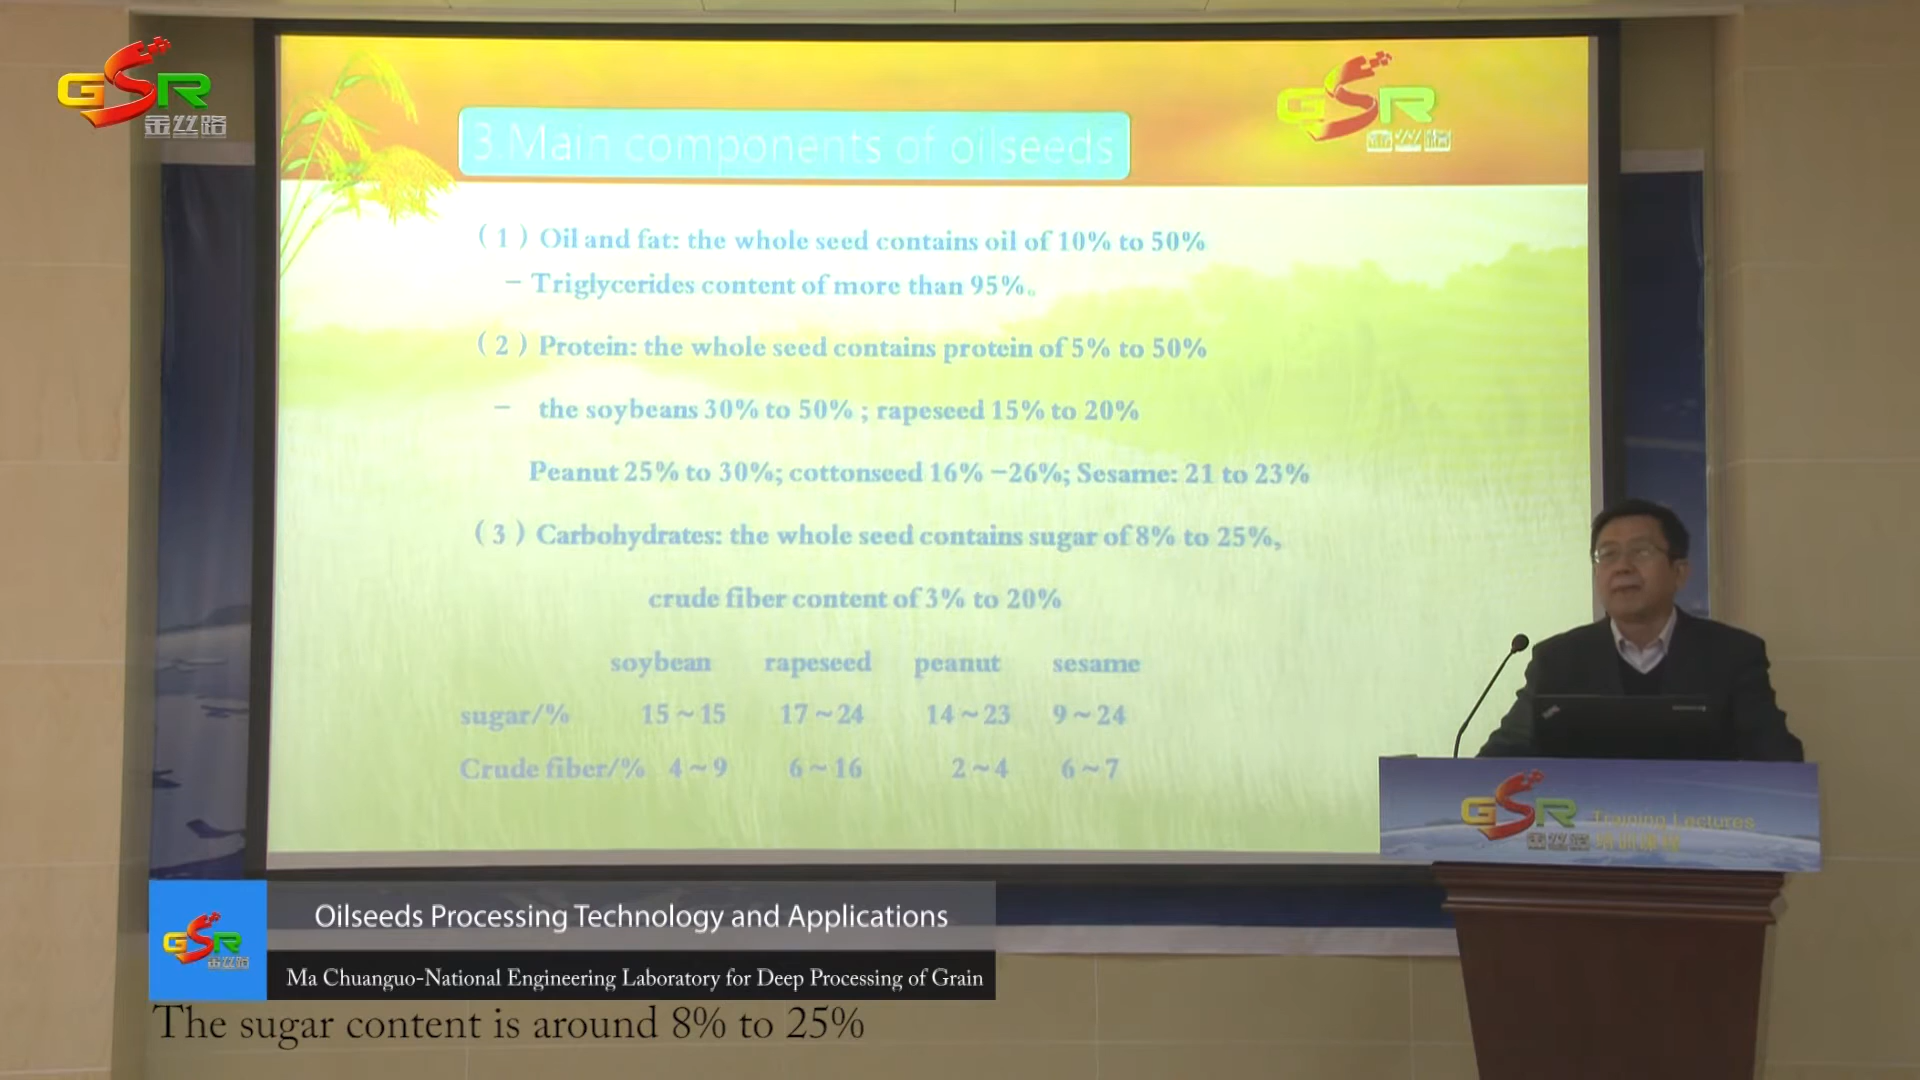 GSR
金丝路
GSR
金丝路
3.Main components of oilseeds
（1）Oil and fat: the whole seed contains oil of 10% to 50%
– Triglycerides content of more than 95%。
（2）Protein: the whole seed contains protein of 5% to 50%
– the soybeans 30% to 50% ; rapeseed 15% to 20%
Peanut 25% to 30%; cottonseed 16% –26%; Sesame: 21 to 23%
（3）Carbohydrates: the whole seed contains sugar of 8% to 25%,
crude fiber content of 3% to 20%
soybean rapeseed peanut sesame
sugar/% 15～15 17～24 14～23 9～24
Crude fiber/% 4～9 6～16 2～4 6～7
GSR Training Lectures
金丝路
GSR
金丝路
Oilseeds Processing Technology and Applications
Ma Chuanguo-National Engineering Laboratory for Deep Processing of Grain
The sugar content is around 8% to 25%